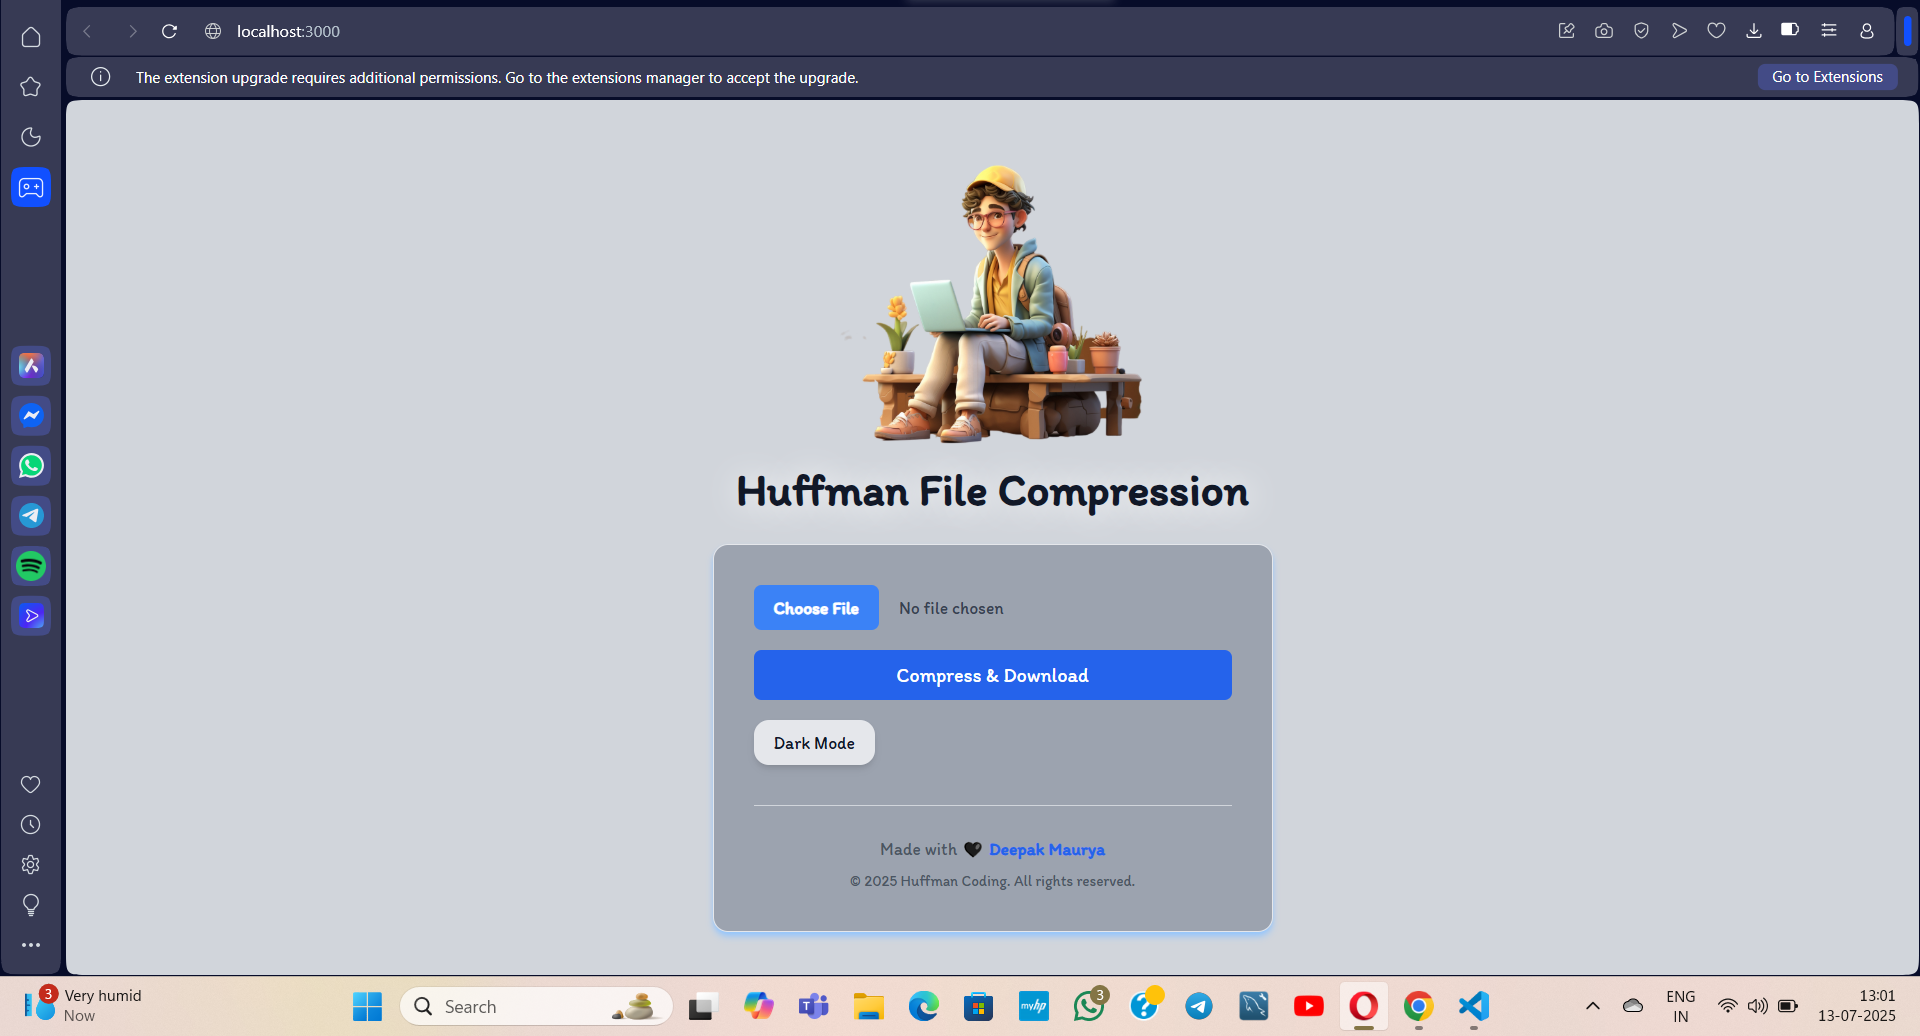 localhost:3000
The extension upgrade requires additional permissions. Go to the extensions manager to accept the upgrade.
Go to Extensions
Huffman File Compression
Choose File
No file chosen
Compress & Download
Dark Mode
Made with 🖤 Deepak Maurya
© 2025 Huffman Coding. All rights reserved.
3
Very humid
Now
Search
myhp
3
ENG
IN
13:01
13-07-2025